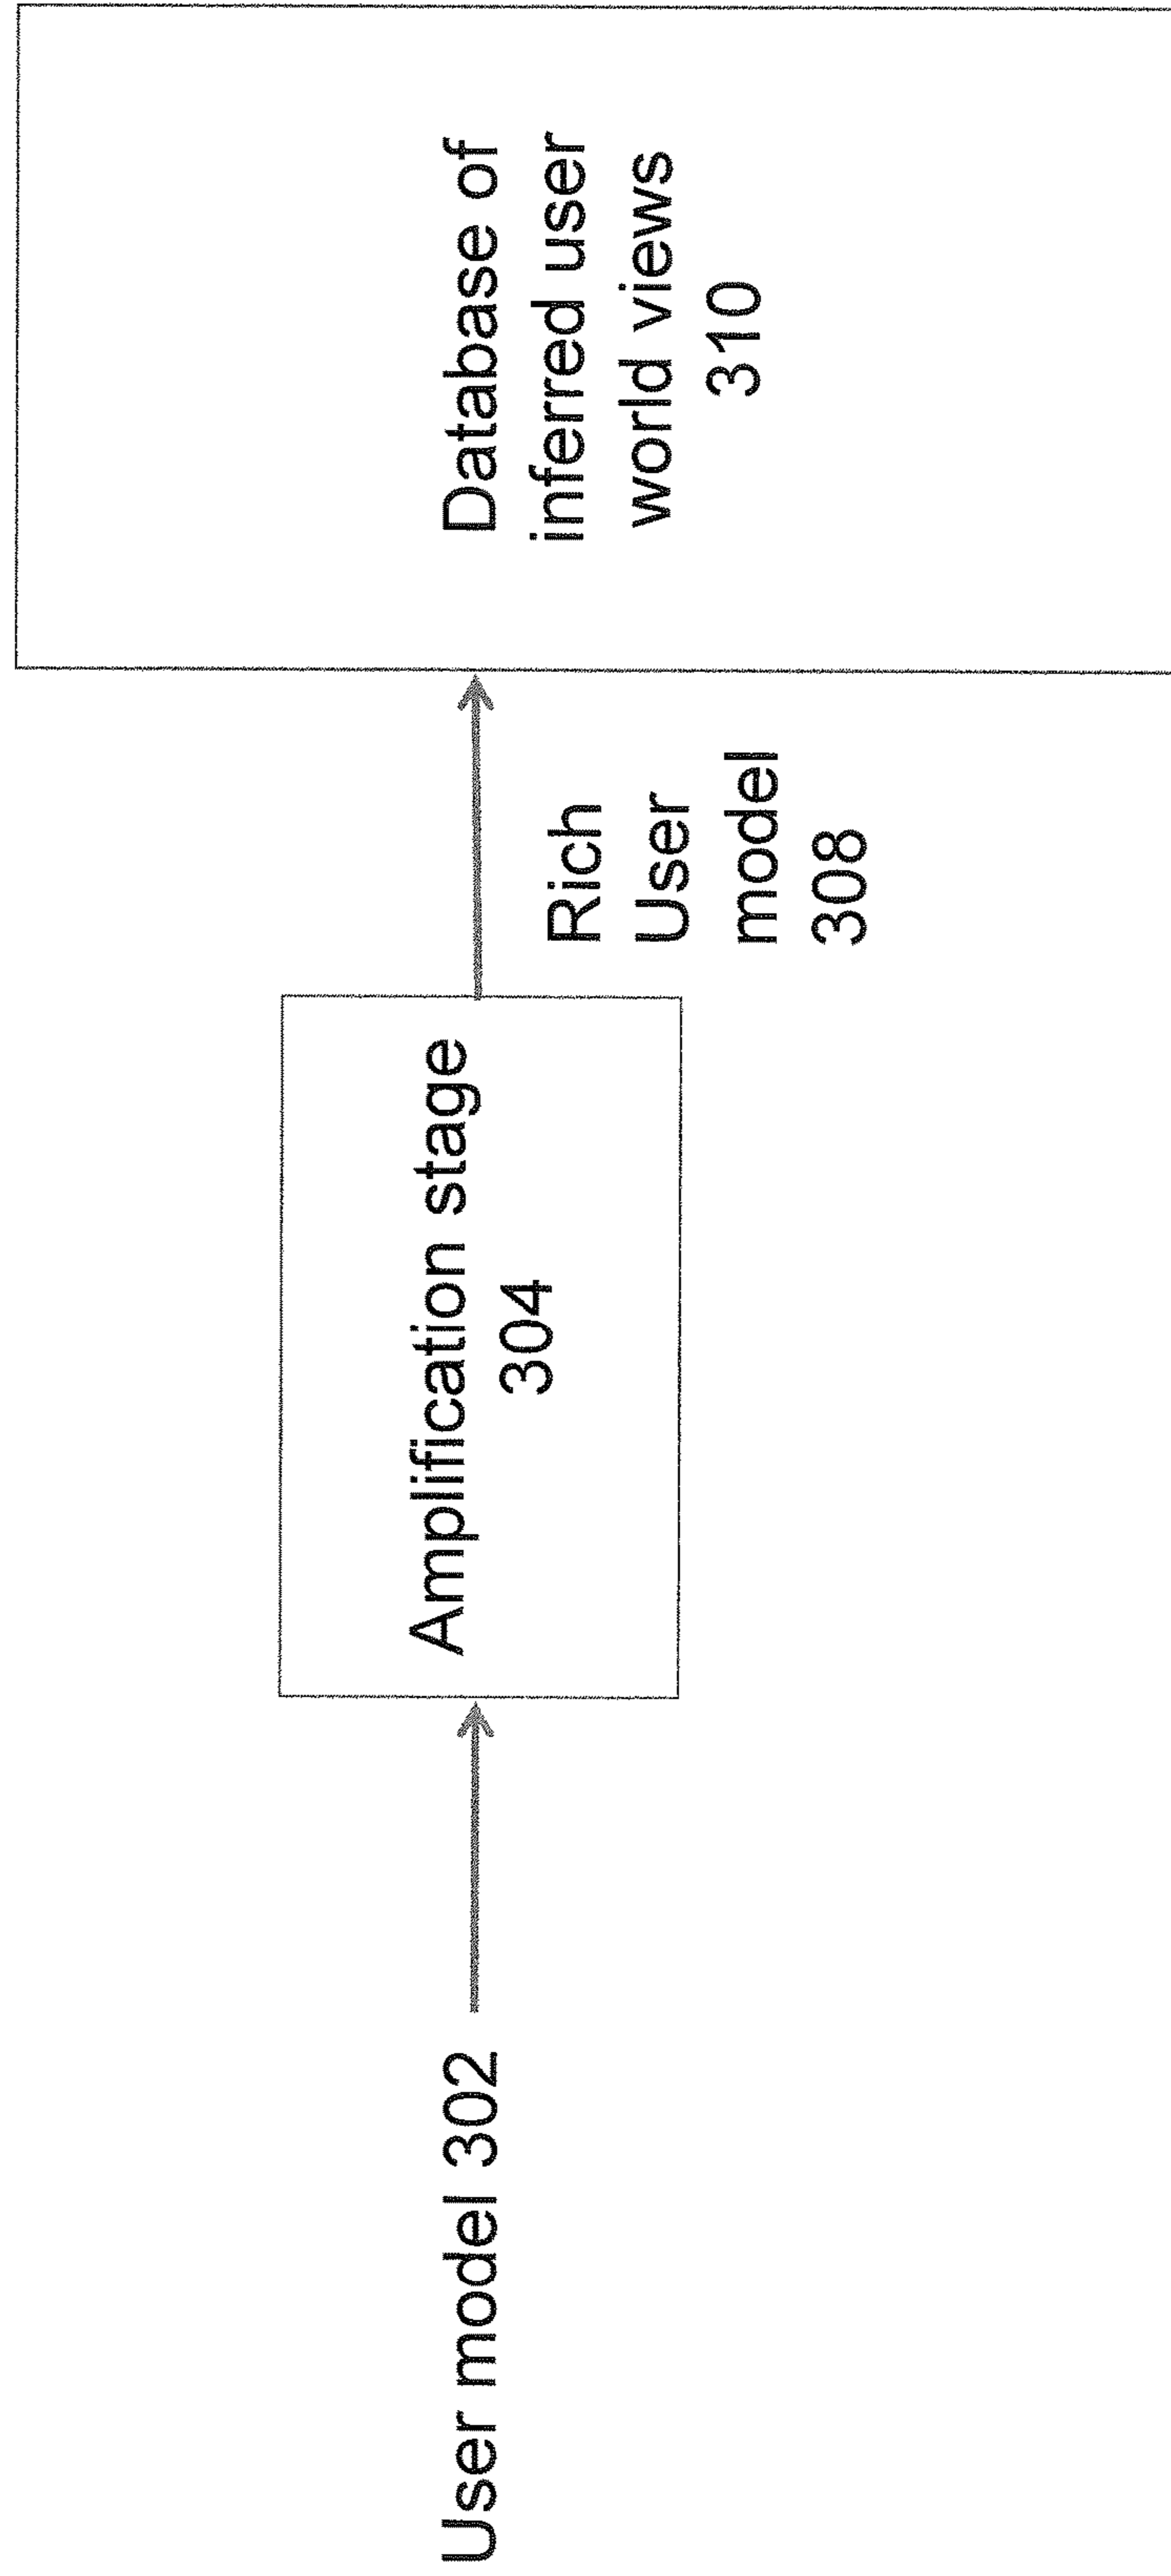 User model 302
Amplification stage
304
Rich
User
model
308
Database of
inferred user
world views
310